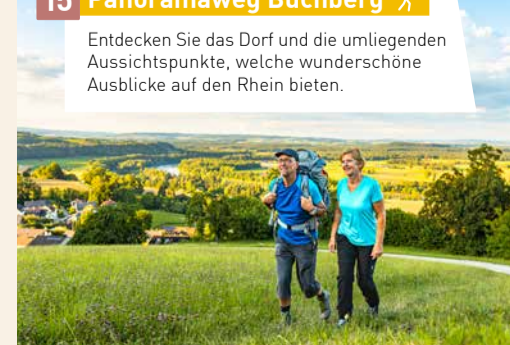 15 Panoramaweg Buchberg
Entdecken Sie das Dorf und die umliegenden
Aussichtspunkte, welche wunderschöne
Ausblicke auf den Rhein bieten.